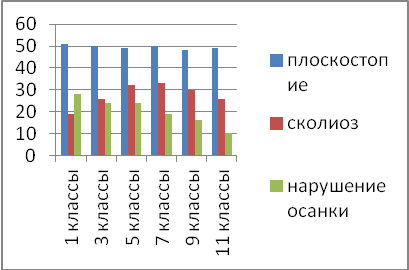 60
50
40
30
20
10
0
1 классы
3 классы
5 классы
7 классы
9 классы
11 классы
плоскостоп
ие
сколиоз
нарушение
осанки